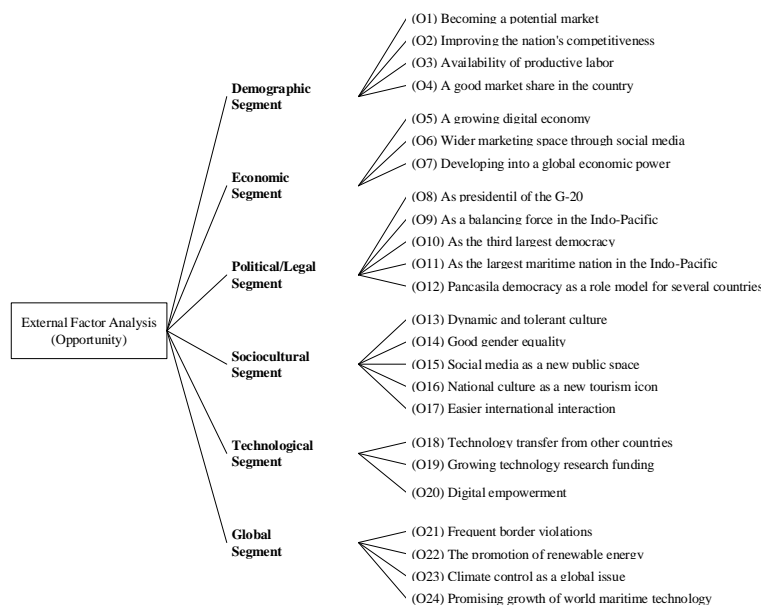 (O1) Becoming a potential market
(O2) Improving the nation's competitiveness
(O3) Availability of productive labor
(O4) A good market share in the country
Demographic
Segment
(O5) A growing digital economy
(O6) Wider marketing space through social media
(O7) Developing into a global economic power
Economic
Segment
(O8) As presidentil of the G-20
(O9) As a balancing force in the Indo-Pacific
(O10) As the third largest democracy
(O11) As the largest maritime nation in the Indo-Pacific
(O12) Pancasila democracy as a role model for several countries
Political/Legal
Segment
External Factor Analysis
(Opportunity)
(O13) Dynamic and tolerant culture
(O14) Good gender equality
(O15) Social media as a new public space
(O16) National culture as a new tourism icon
(O17) Easier international interaction
Sociocultural
Segment
(O18) Technology transfer from other countries
(O19) Growing technology research funding
(O20) Digital empowerment
Technological
Segment
(O21) Frequent border violations
(O22) The promotion of renewable energy
(O23) Climate control as a global issue
(O24) Promising growth of world maritime technology
Global
Segment